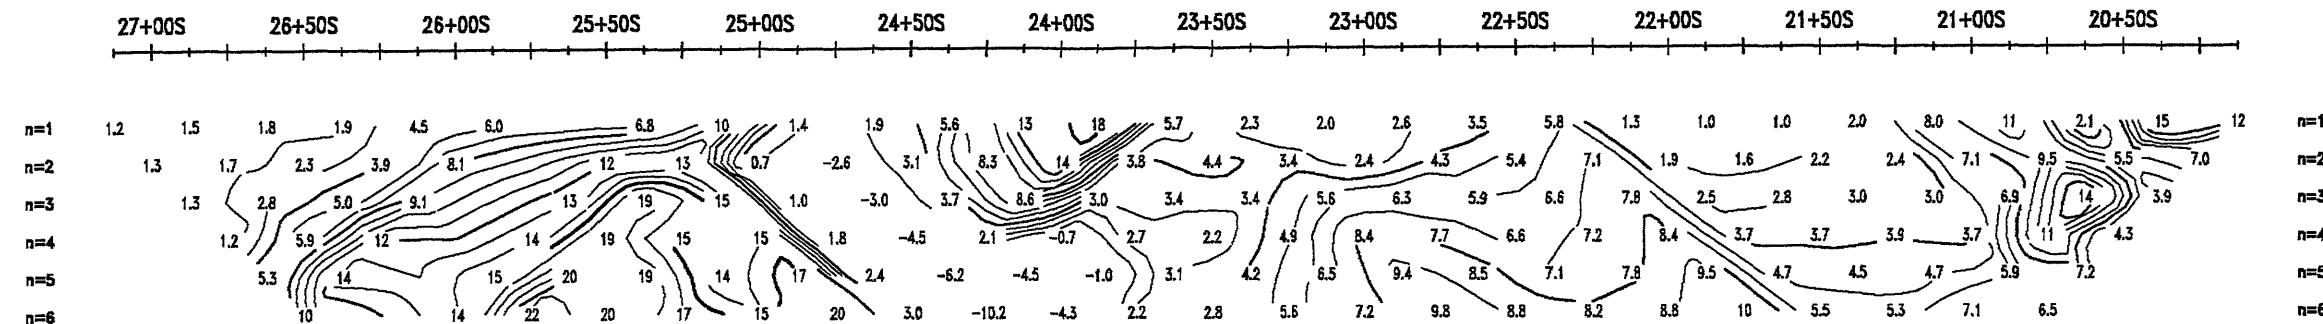 27+00S 26+50S 26+00S 25+50S 25+00S 24+50S 24+00S 23+50S 23+00S 22+50S 22+00S 21+50S 21+00S 20+50S
n=1 1.2 1.5 1.8 1.9 4.5 6.0 6.8 10 1.4 1.9 5.6 13 18 5.7 2.3 2.0 2.6 3.5 5.8 1.3 1.0 1.0 2.0 8.0 11 2.1 15 12 n=1
n=2 1.3 1.7 2.3 3.9 8.1 12 13 0.7 -2.6 3.1 8.3 14 3.8 4.4 3.4 2.4 4.3 5.4 7.1 1.9 1.6 2.2 2.4 7.1 9.5 5.5 7.0 n=2
n=3 1.3 2.8 5.0 9.1 13 19 15 1.0 -3.0 3.7 8.6 3.0 3.4 3.4 5.6 6.3 5.9 6.6 7.8 2.5 2.8 3.0 3.0 6.9 14 3.9 n=3
n=4 1.2 5.9 12 14 19 15 15 1.8 -4.5 2.1 -0.7 2.7 2.2 4.9 8.4 7.7 6.6 7.2 8.4 3.7 3.7 3.9 3.7 11 4.3 n=4
n=5 5.3 14 15 20 19 14 17 2.4 -6.2 -4.5 -1.0 3.1 4.2 6.5 9.4 8.5 7.1 7.8 9.5 4.7 4.5 4.7 5.9 7.2 n=5
n=6 10 14 22 20 17 15 20 3.0 -10.2 -4.3 2.2 2.8 5.6 7.2 9.8 8.8 8.2 8.8 10 5.5 5.3 7.1 6.5 n=6